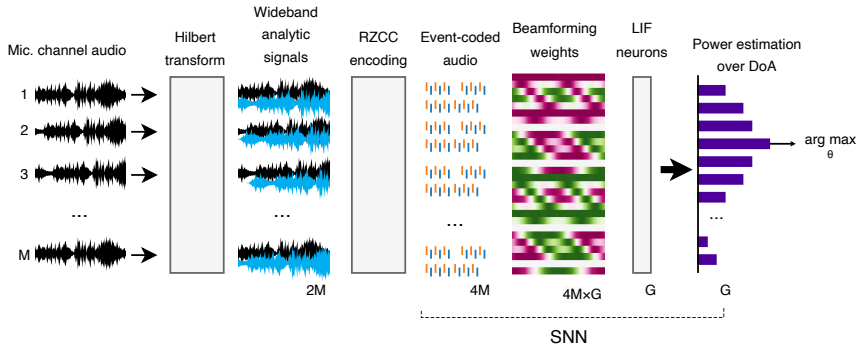 Mic. channel audio
Hilbert
transform
Wideband
analytic
signals
RZCC
encoding
Event-coded
audio
Beamforming
weights
LIF
neurons
Power estimation
over DoA
1
2
3
...
M
...
2M
...
4M
...
4M×G
G
...
G
arg max
θ
SNN